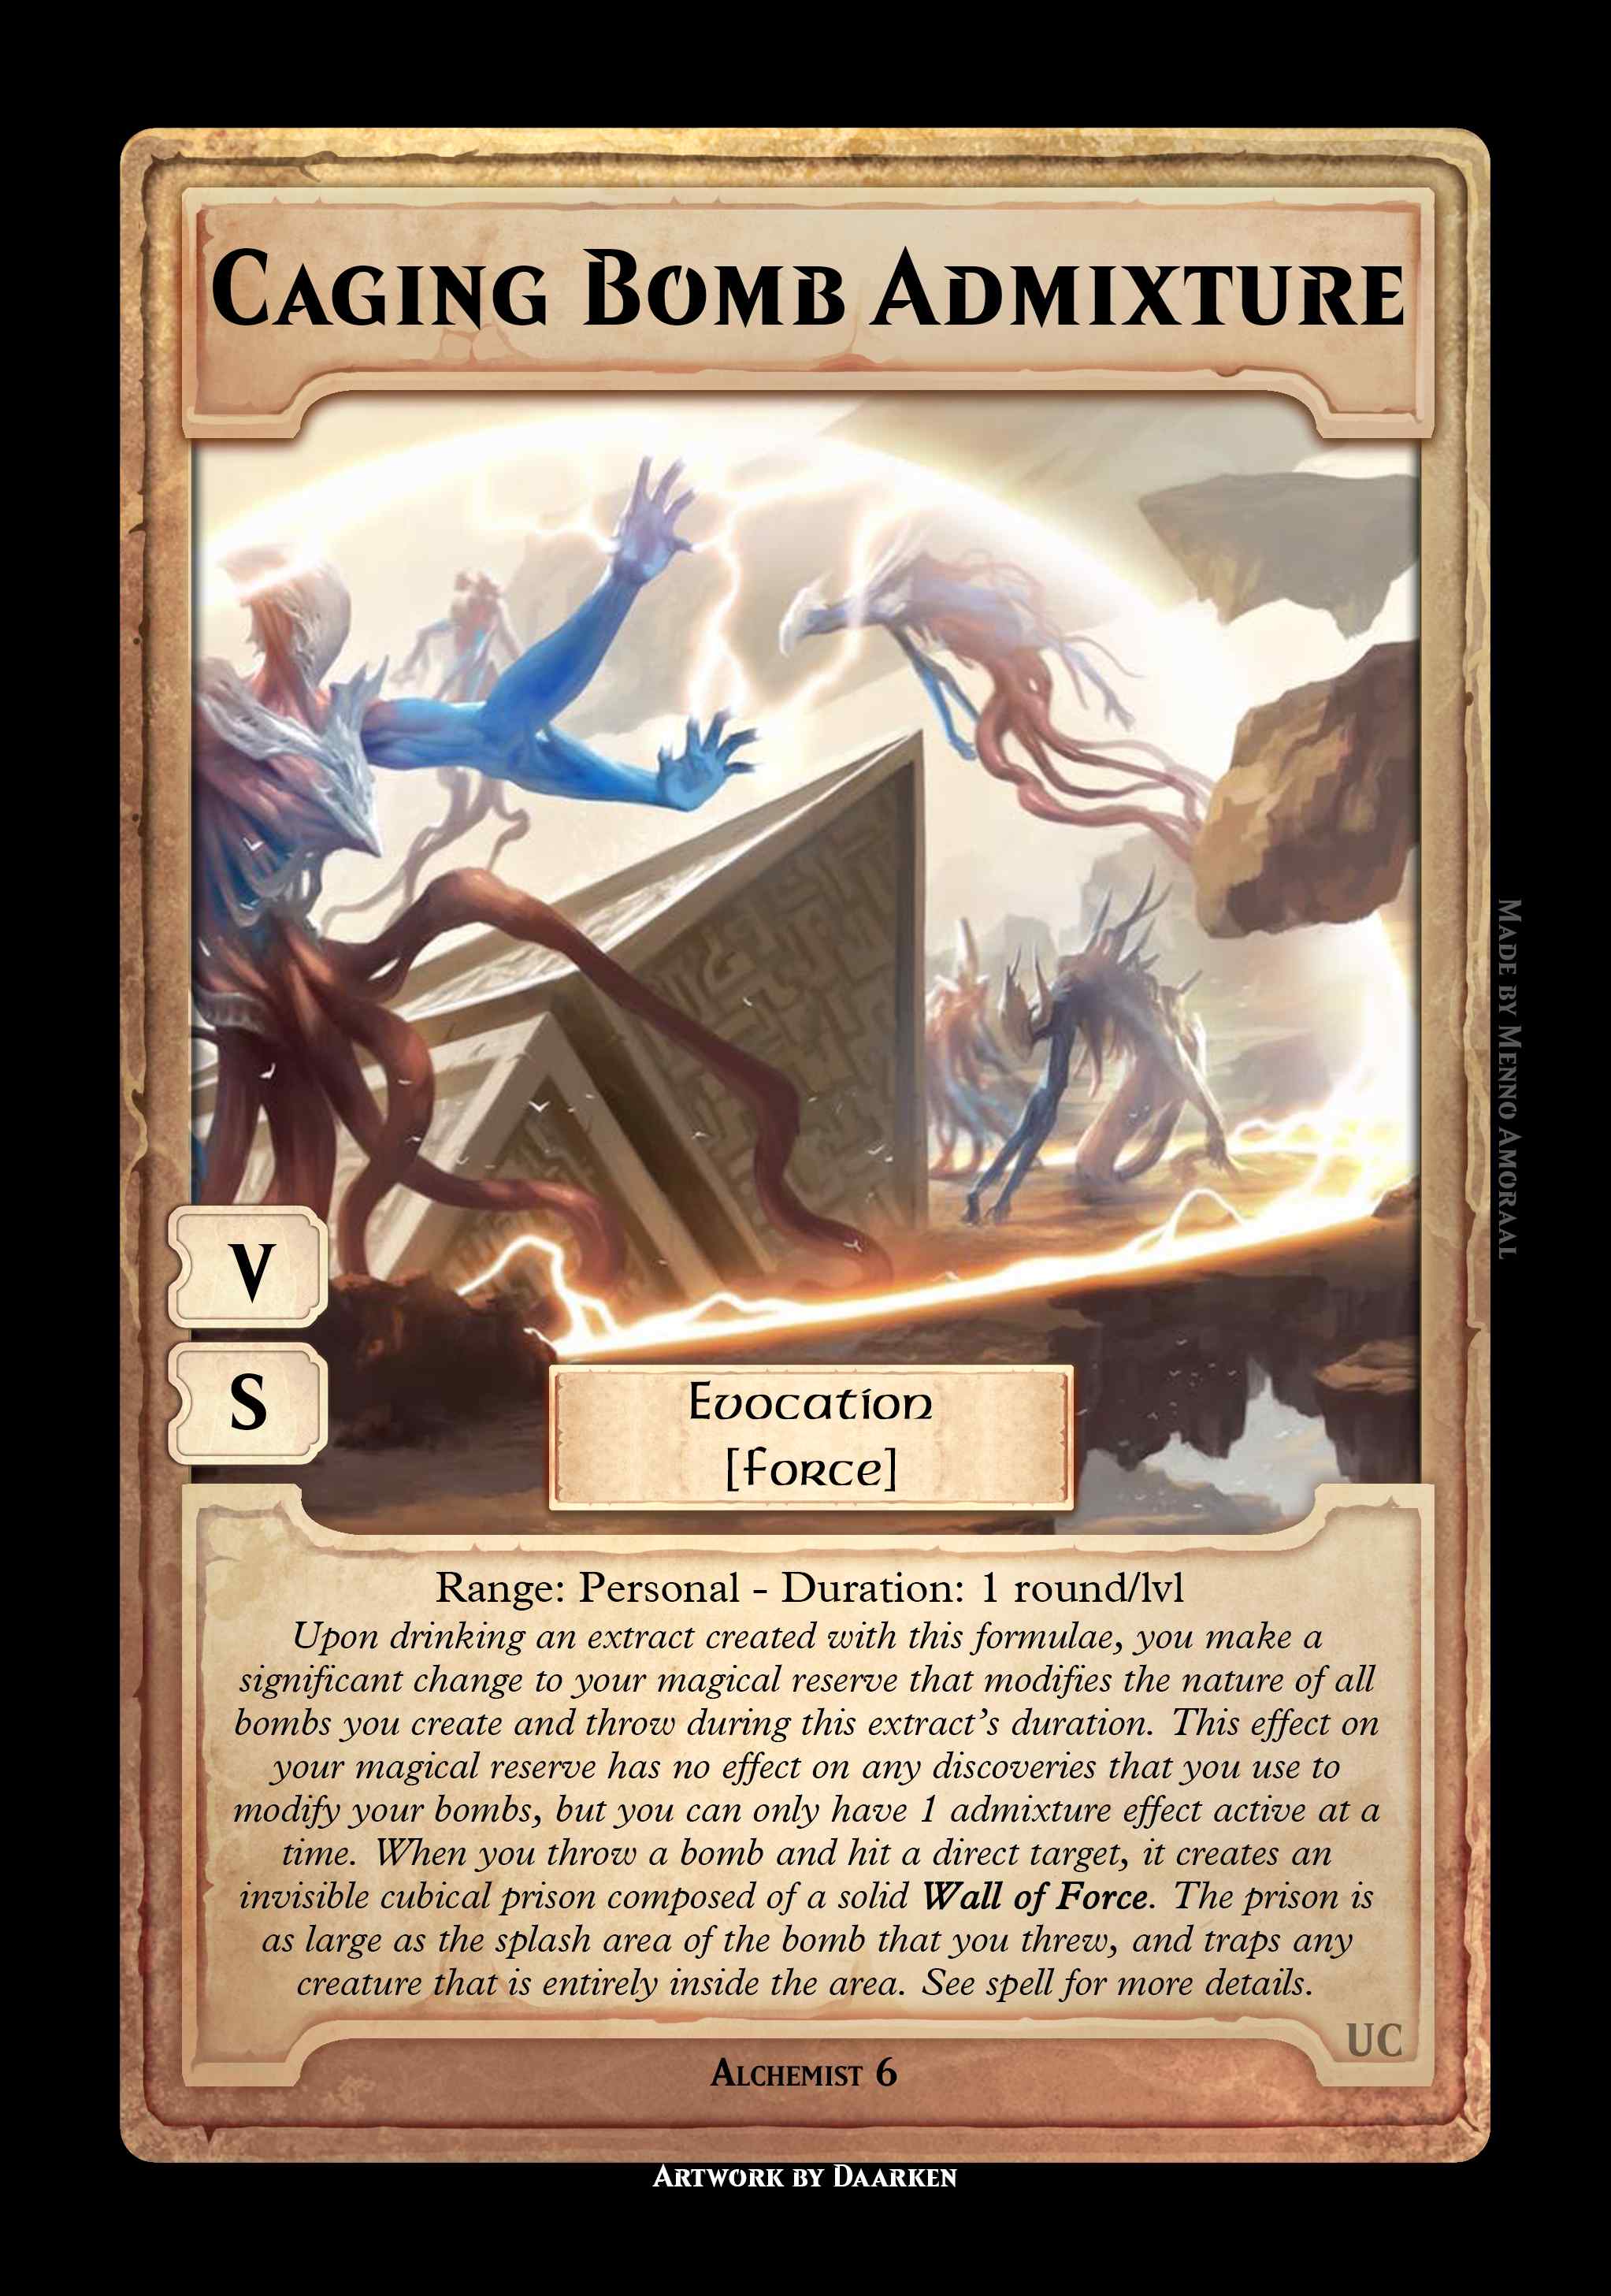 Caging Bomb Admixture
V
S
Evocation
[Force]
Range: Personal - Duration: 1 round/lvl
Upon drinking an extract created with this formulae, you make a
significant change to your magical reserve that modifies the nature of all
bombs you create and throw during this extract's duration. This effect on
your magical reserve has no effect on any discoveries that you use to
modify your bombs, but you can only have 1 admixture effect active at a
time. When you throw a bomb and hit a direct target, it creates an
invisible cubical prison composed of a solid Wall of Force. The prison is
as large as the splash area of the bomb that you threw, and traps any
creature that is entirely inside the area. See spell for more details.
UC
Alchemist 6
Artwork by Daarken
Made by Menno Amoraal